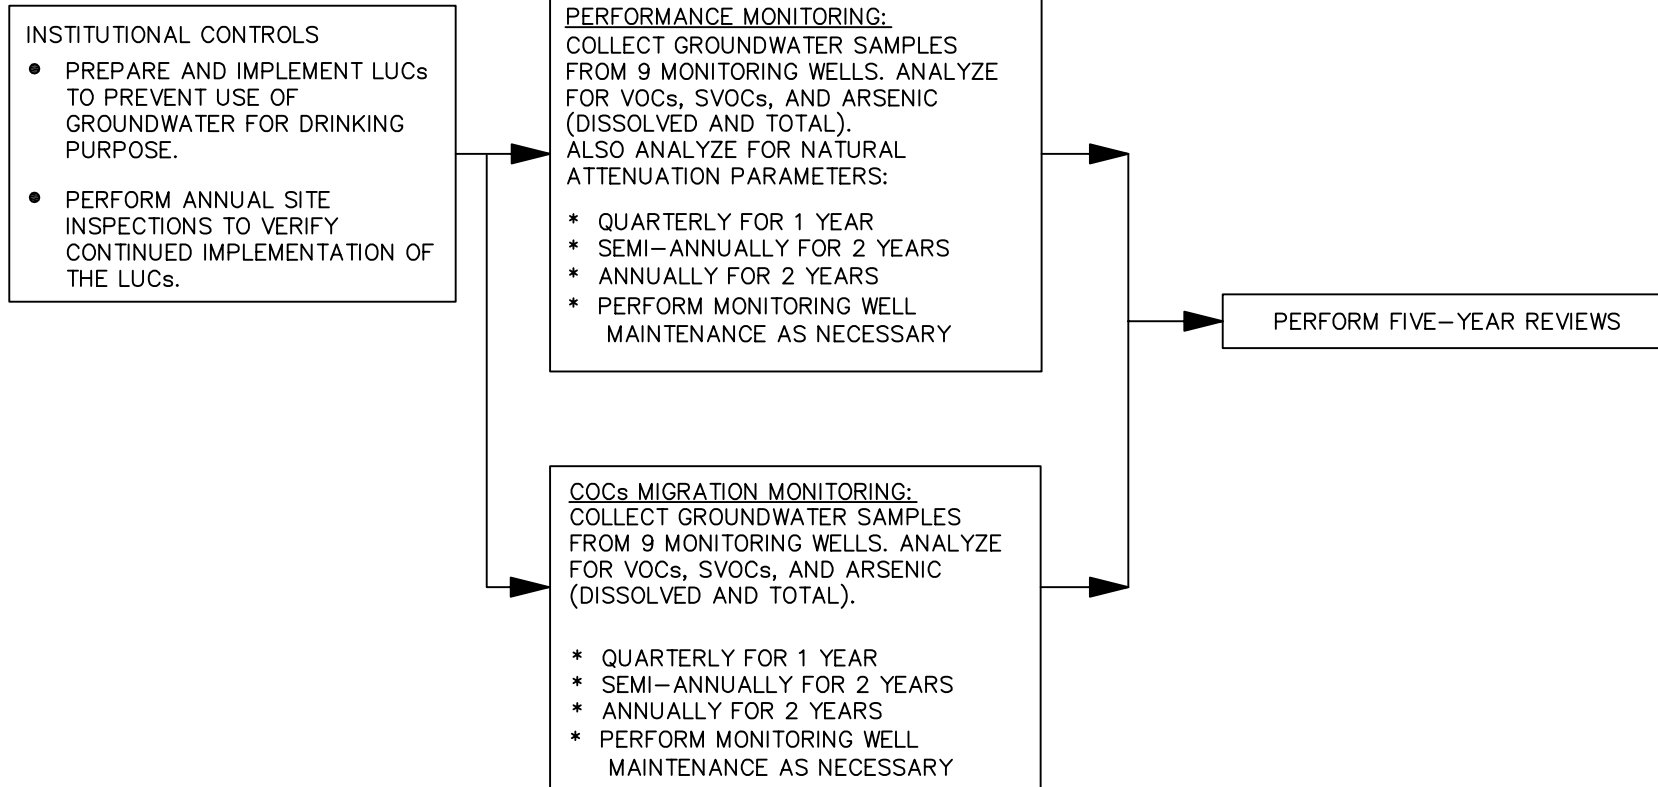 INSTITUTIONAL CONTROLS
● PREPARE AND IMPLEMENT LUCs
TO PREVENT USE OF
GROUNDWATER FOR DRINKING
PURPOSE.
● PERFORM ANNUAL SITE
INSPECTIONS TO VERIFY
CONTINUED IMPLEMENTATION OF
THE LUCs.
PERFORMANCE MONITORING:
COLLECT GROUNDWATER SAMPLES
FROM 9 MONITORING WELLS. ANALYZE
FOR VOCs, SVOCs, AND ARSENIC
(DISSOLVED AND TOTAL).
ALSO ANALYZE FOR NATURAL
ATTENUATION PARAMETERS:
* QUARTERLY FOR 1 YEAR
* SEMI-ANNUALLY FOR 2 YEARS
* ANNUALLY FOR 2 YEARS
* PERFORM MONITORING WELL
MAINTENANCE AS NECESSARY
COCs MIGRATION MONITORING:
COLLECT GROUNDWATER SAMPLES
FROM 9 MONITORING WELLS. ANALYZE
FOR VOCs, SVOCs, AND ARSENIC
(DISSOLVED AND TOTAL).
* QUARTERLY FOR 1 YEAR
* SEMI-ANNUALLY FOR 2 YEARS
* ANNUALLY FOR 2 YEARS
* PERFORM MONITORING WELL
MAINTENANCE AS NECESSARY
PERFORM FIVE-YEAR REVIEWS